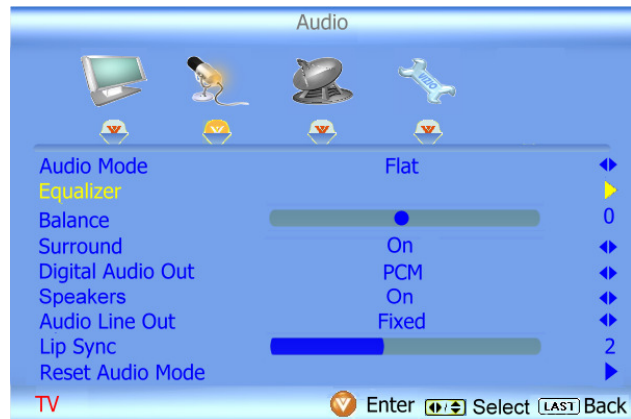 Audio
VIZIO
Audio Mode Flat
Equalizer
Balance 0
Surround On
Digital Audio Out PCM
Speakers On
Audio Line Out Fixed
Lip Sync 2
Reset Audio Mode
TV V Enter / Select LAST Back